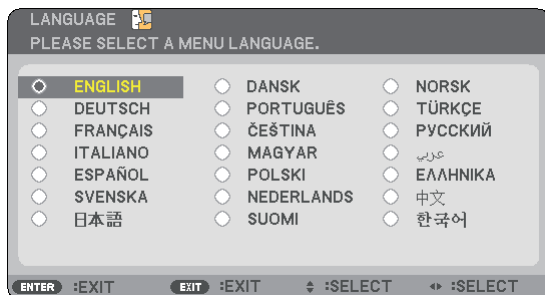 LANGUAGE
PLEASE SELECT A MENU LANGUAGE.
ENGLISH DANSK NORSK
DEUTSCH PORTUGUÊS TÜRKÇE
FRANÇAIS ČEŠTINA РУССКИЙ
ITALIANO MAGYAR عربي
ESPAÑOL POLSKI ΕΛΛΗΝΙΚΑ
SVENSKA NEDERLANDS 中文
日本語 SUOMI 한국어
ENTER :EXIT EXIT :EXIT :SELECT :SELECT